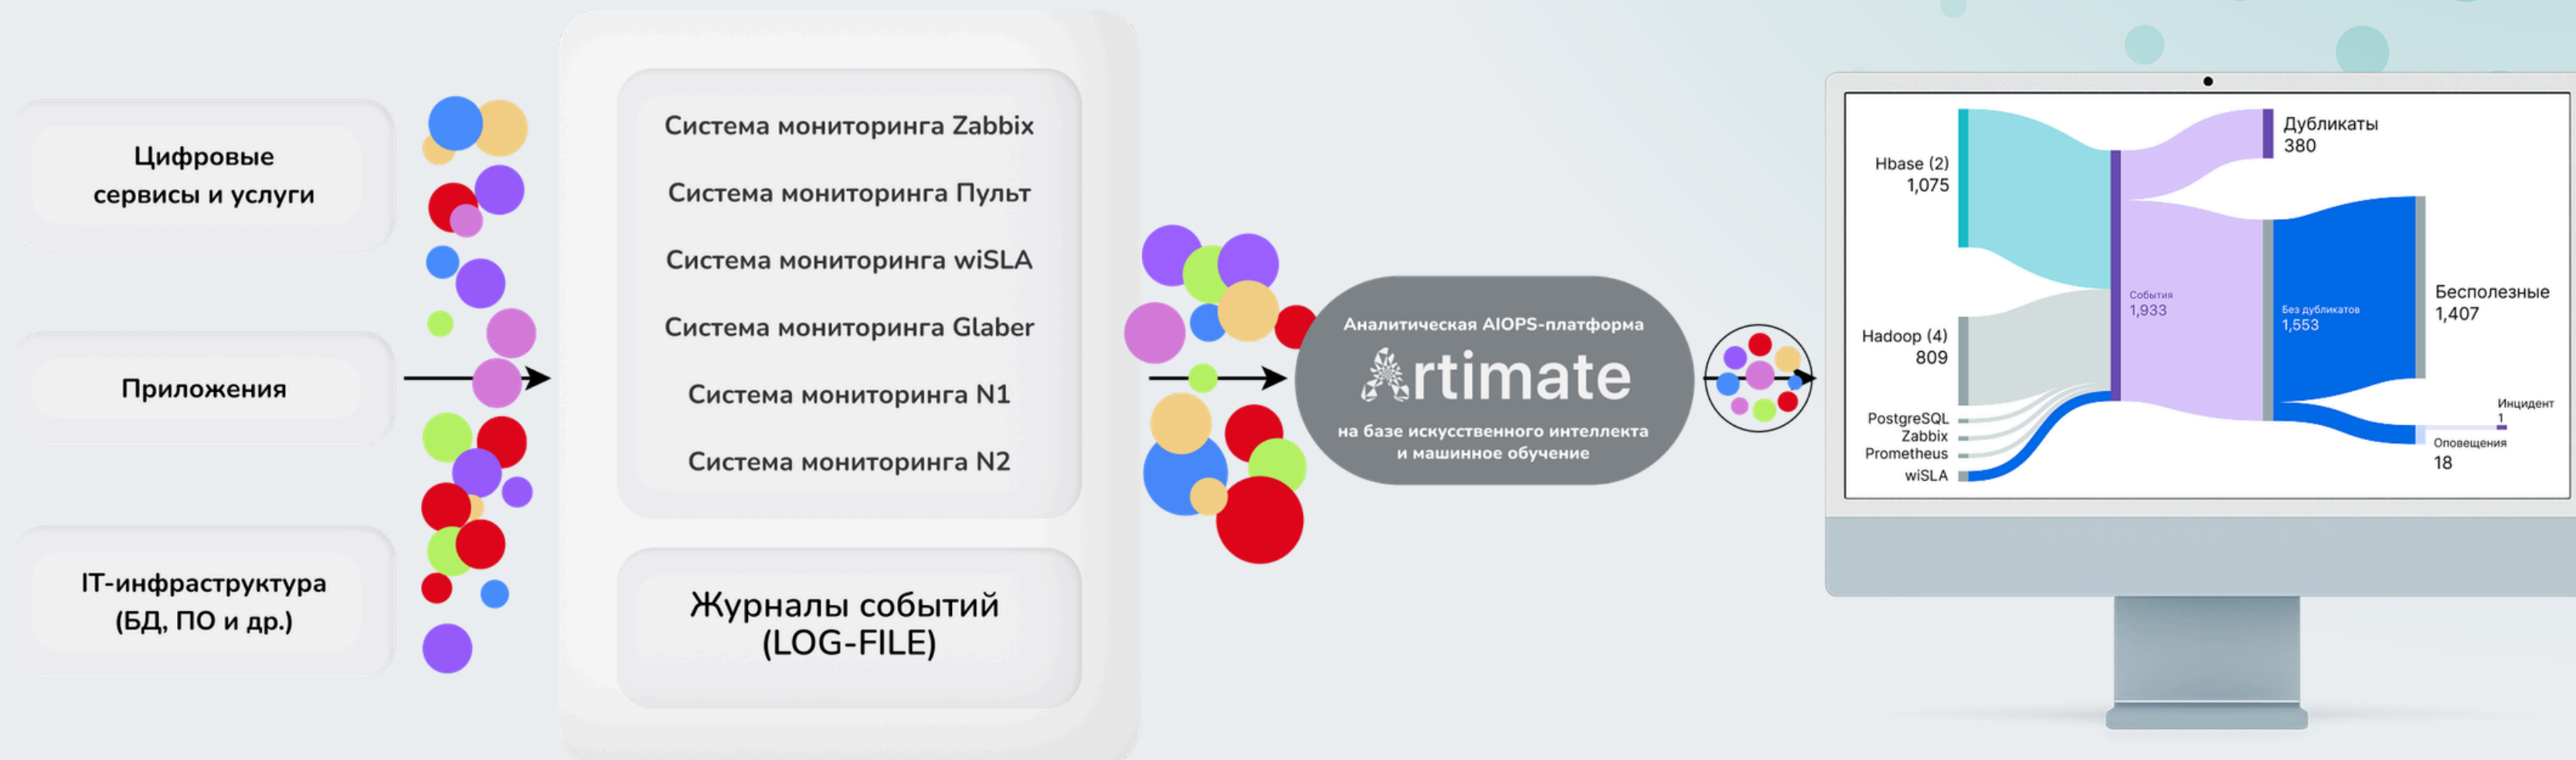 Цифровые
сервисы и услуги
Приложения
IT-инфраструктура
(БД, ПО и др.)
Система мониторинга Zabbix
Система мониторинга Пульт
Система мониторинга wiSLA
Система мониторинга Glaber
Система мониторинга N1
Система мониторинга N2
Журналы событий
(LOG-FILE)
Аналитическая AIOPS-платформа
Artimate
на базе искусственного интеллекта
и машинное обучение
Hbase (2)
1,075
Hadoop (4)
809
PostgreSQL
Zabbix
Prometheus
wiSLA
События
1,933
Дубликаты
380
Без дубликатов
1,553
Бесполезные
1,407
Инцидент
1
Оповещения
18